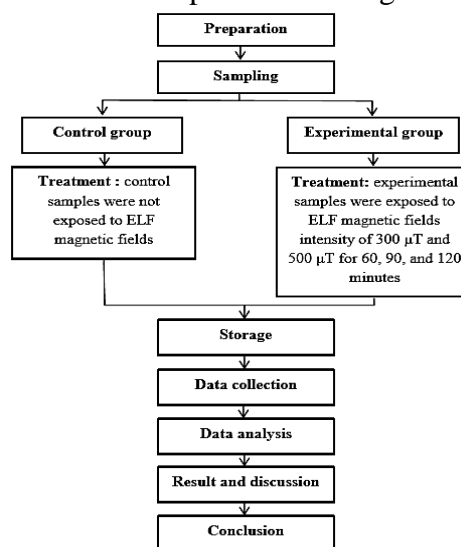 Preparation
Sampling
Control group
Experimental group
Treatment : control
samples were not
exposed to ELF
magnetic fields
Treatment: experimental
samples were exposed to
ELF magnetic fields
intensity of 300 µT and
500 µT for 60, 90, and 120
minutes
Storage
Data collection
Data analysis
Result and discussion
Conclusion